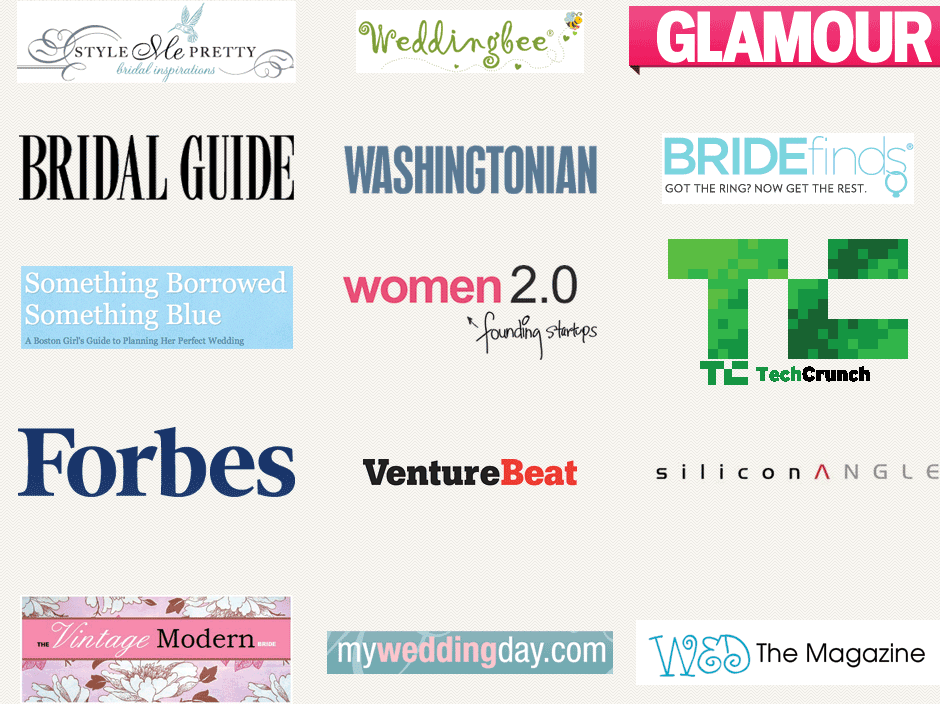 STYLE Me PRETTY
bridal inspirations
Weddingbee®
GLAMOUR
BRIDAL GUIDE
WASHINGTONIAN
BRIDEfinds®
GOT THE RING? NOW GET THE REST.
Something Borrowed
Something Blue
A Boston Girl's Guide to Planning Her Perfect Wedding
women 2.0
founding startups
TC
TC TechCrunch
Forbes
VentureBeat
siliconANGLE
THE Vintage Modern BRIDE
myweddingday.com
WED The Magazine